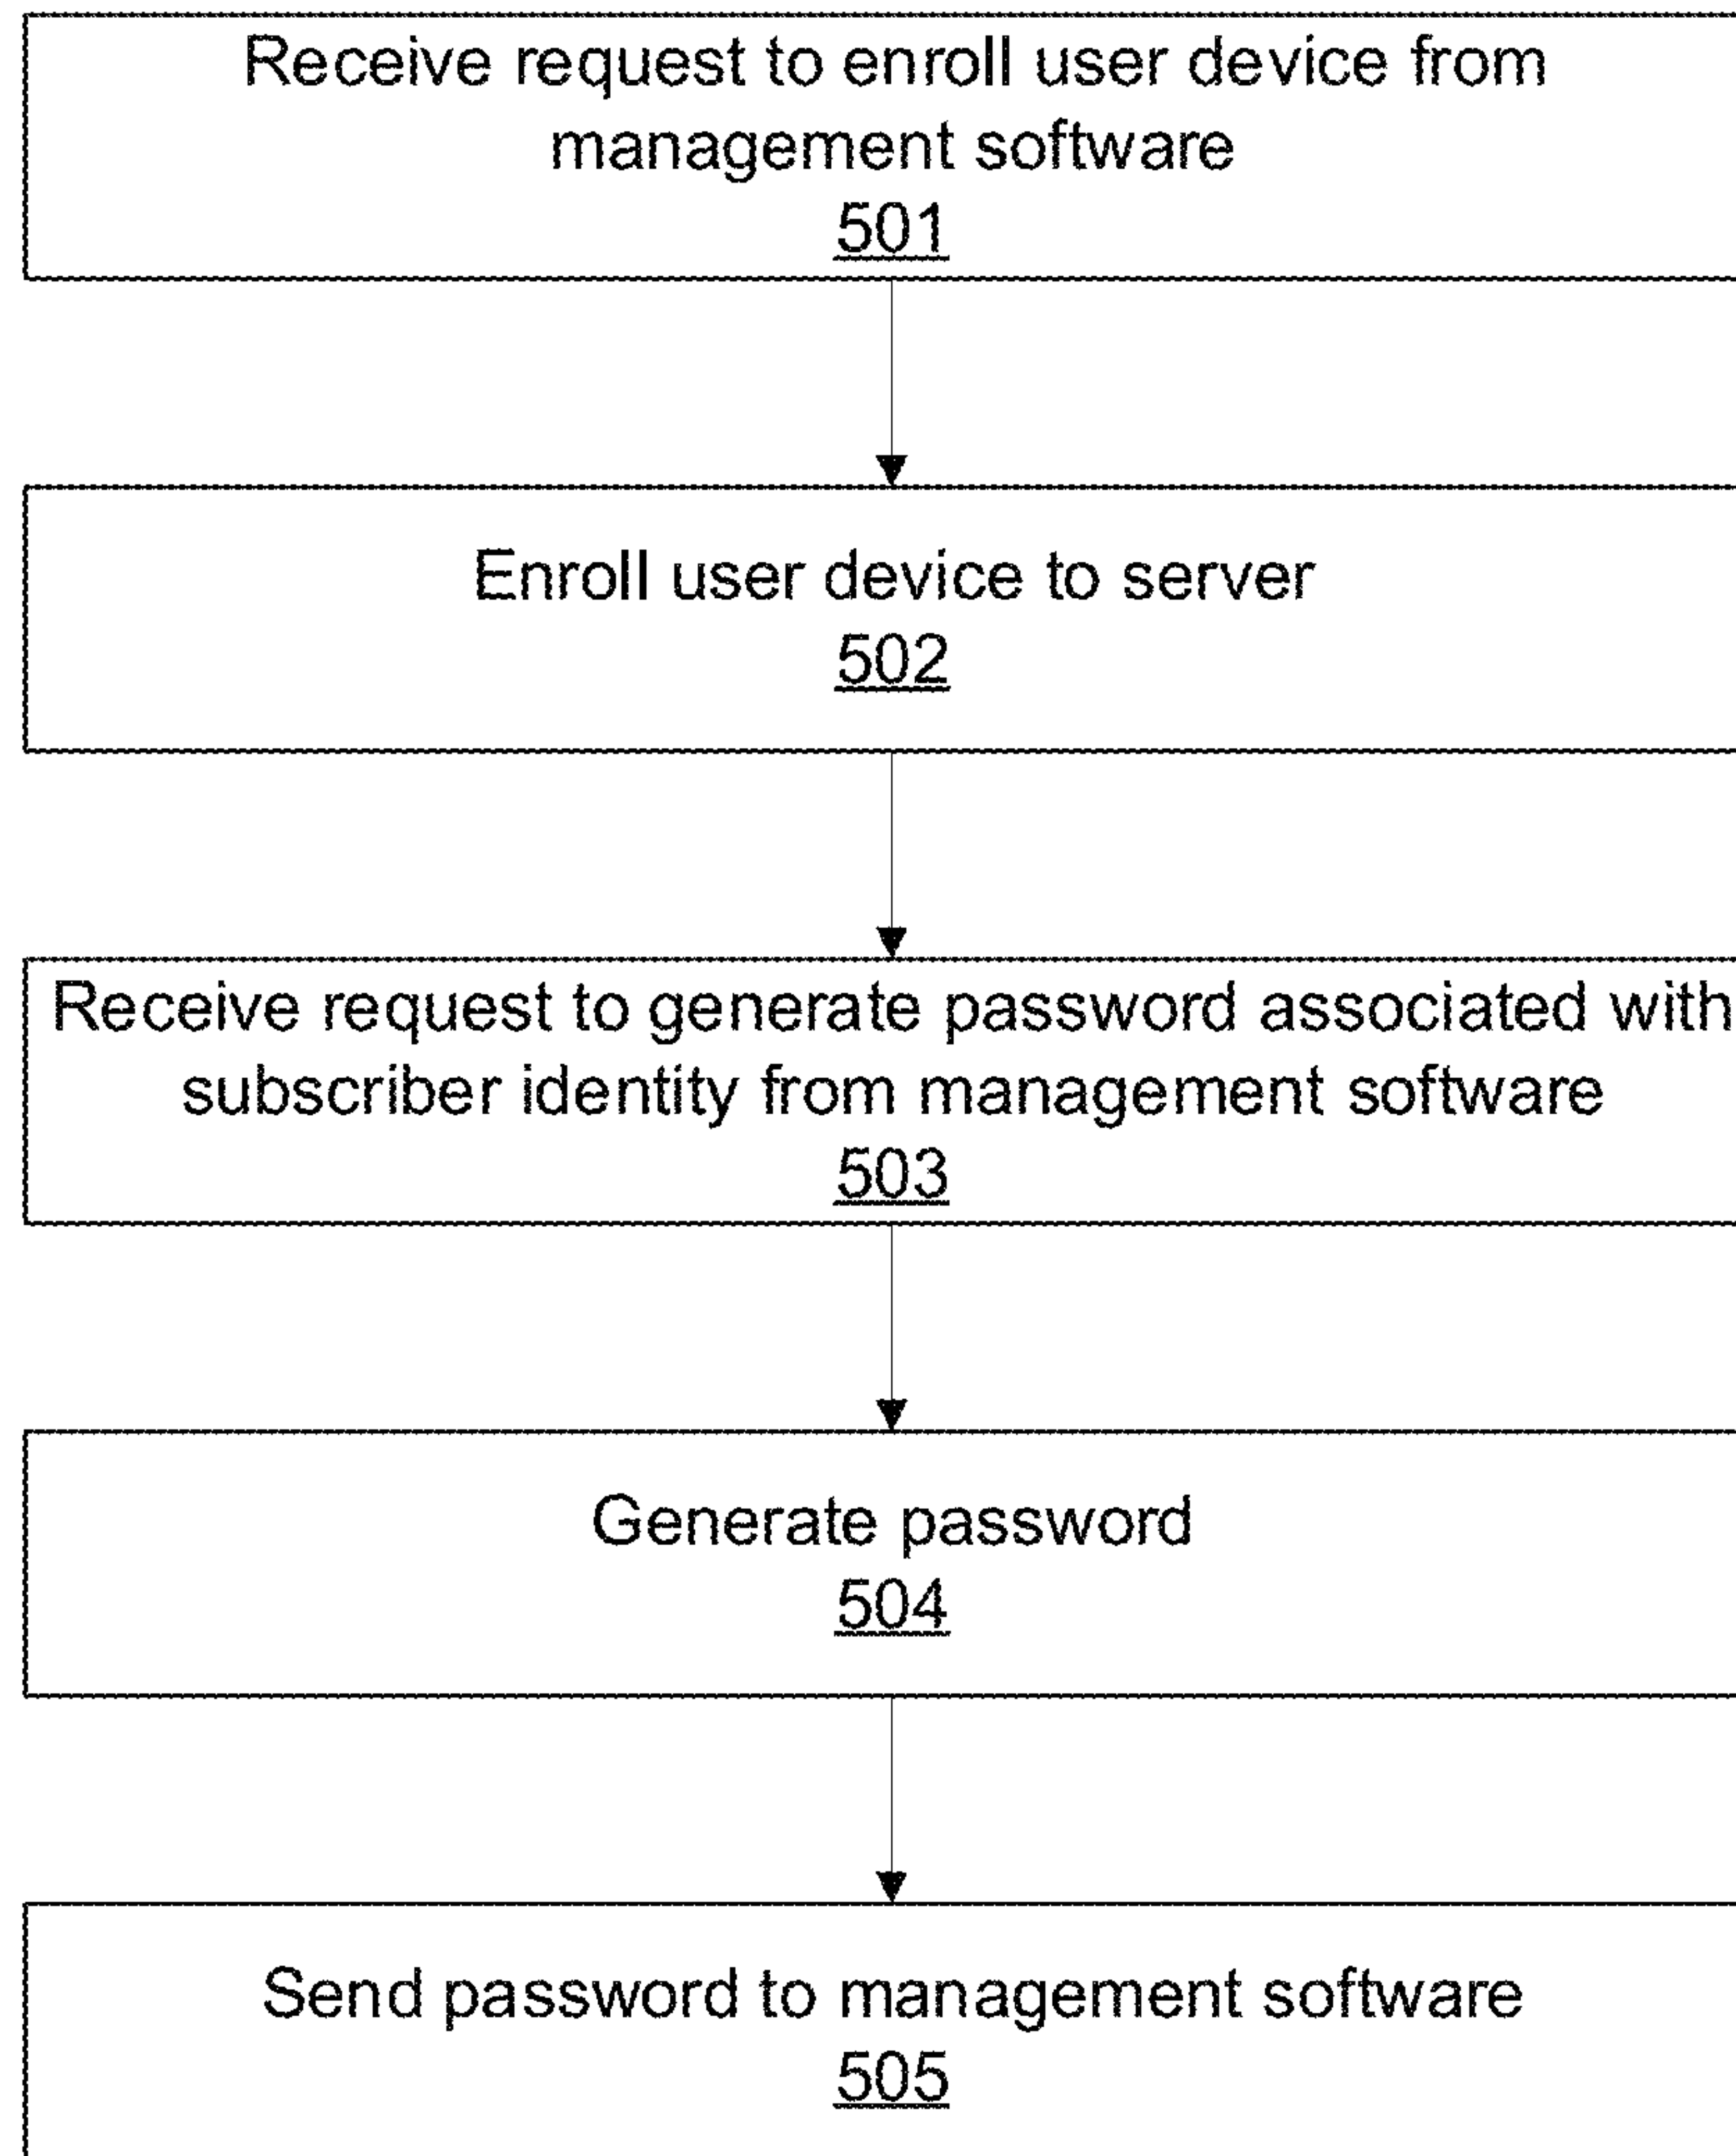 Receive request to enroll user device from
management software
501
Enroll user device to server
502
Receive request to generate password associated with
subscriber identity from management software
503
Generate password
504
Send password to management software
505